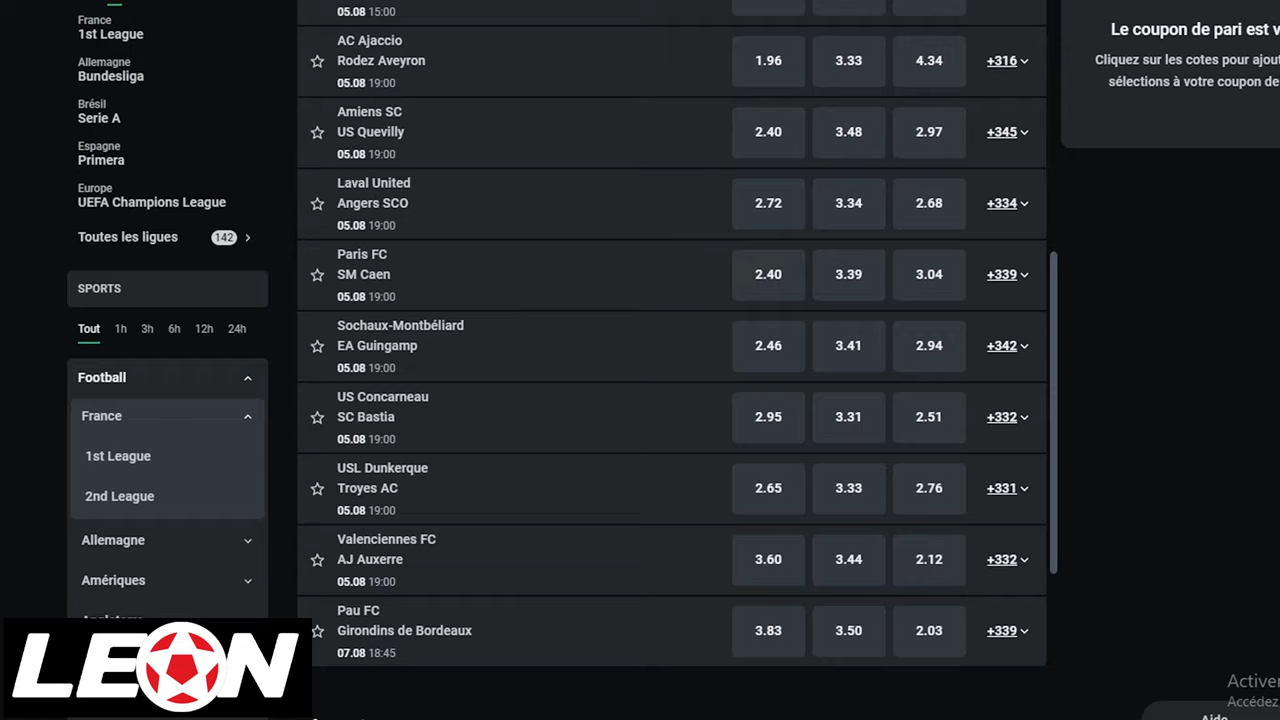 France
1st League
Allemagne
Bundesliga
Brésil
Serie A
Espagne
Primera
Europe
UEFA Champions League
Toutes les ligues 142
SPORTS
Tout 1h 3h 6h 12h 24h
Football
France
1st League
2nd League
Allemagne
Amériques
LEON
05.08 15:00
AC Ajaccio
Rodez Aveyron
05.08 19:00
1.96 3.33 4.34 +316
Amiens SC
US Quevilly
05.08 19:00
2.40 3.48 2.97 +345
Laval United
Angers SCO
05.08 19:00
2.72 3.34 2.68 +334
Paris FC
SM Caen
05.08 19:00
2.40 3.39 3.04 +339
Sochaux-Montbéliard
EA Guingamp
05.08 19:00
2.46 3.41 2.94 +342
US Concarneau
SC Bastia
05.08 19:00
2.95 3.31 2.51 +332
USL Dunkerque
Troyes AC
05.08 19:00
2.65 3.33 2.76 +331
Valenciennes FC
AJ Auxerre
05.08 19:00
3.60 3.44 2.12 +332
Pau FC
Girondins de Bordeaux
07.08 18:45
3.83 3.50 2.03 +339
Le coupon de pari est v
Cliquez sur les cotes pour ajout
sélections à votre coupon de
Activer
Accédez
Aide